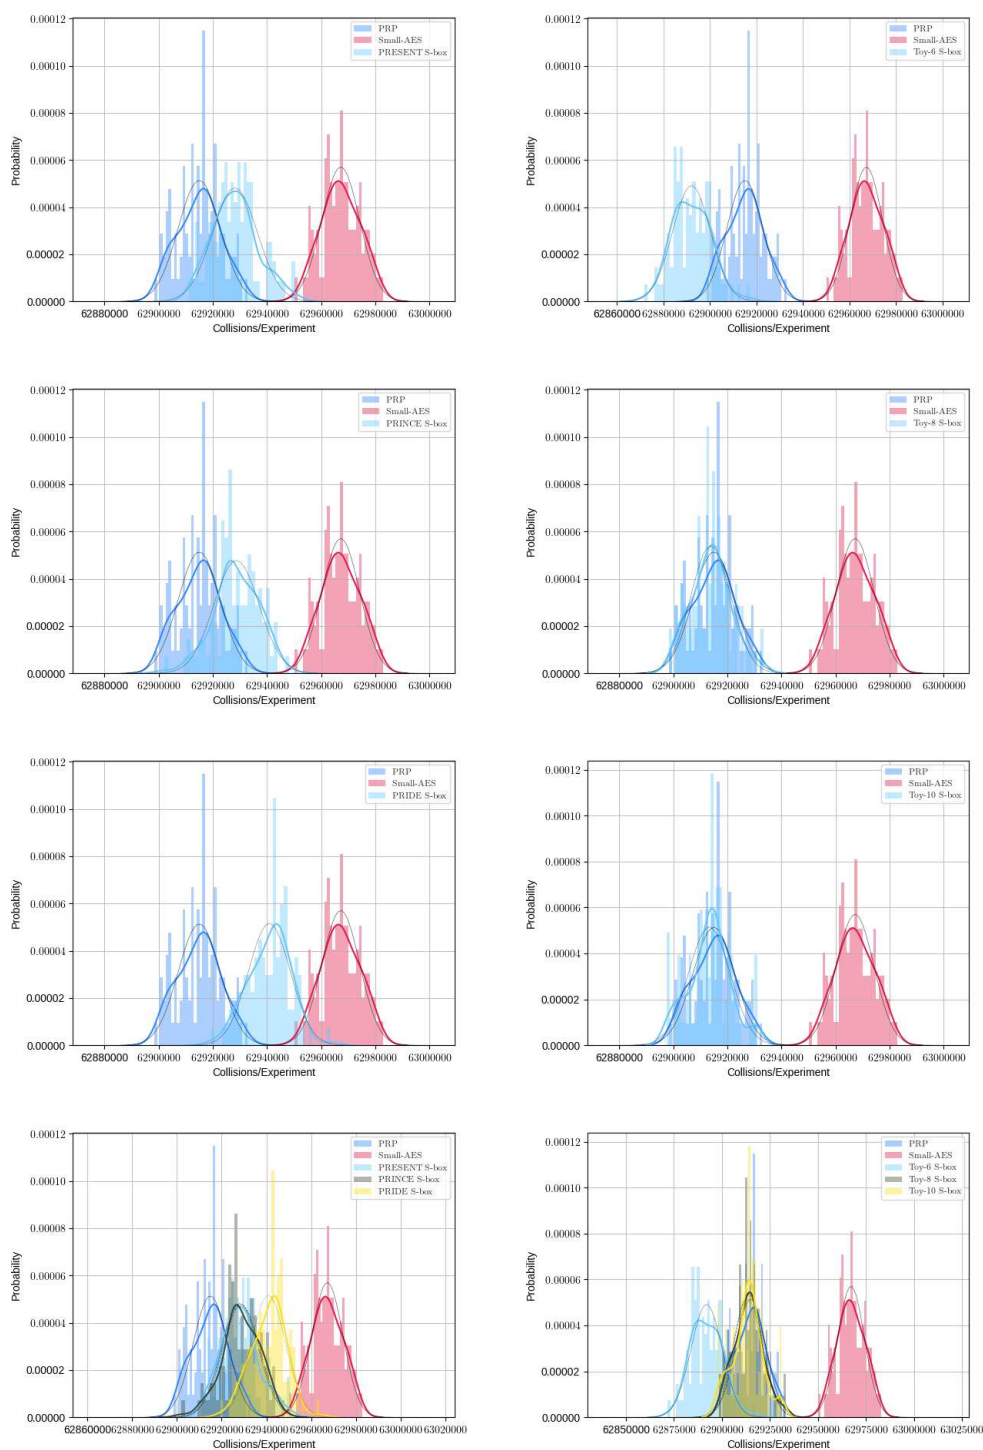 0.00012
0.00010
0.00008
0.00006
0.00004
0.00002
0.00000
Probability
PRP
Small-AES
PRESENT S-box
62880000 62900000 62920000 62940000 62960000 62980000 63000000
Collisions/Experiment
0.00012
0.00010
0.00008
0.00006
0.00004
0.00002
0.00000
Probability
PRP
Small-AES
Toy-6 S-box
62860000 62880000 62900000 62920000 62940000 62960000 62980000 63000000
Collisions/Experiment
0.00012
0.00010
0.00008
0.00006
0.00004
0.00002
0.00000
Probability
PRP
Small-AES
PRINCE S-box
62880000 62900000 62920000 62940000 62960000 62980000 63000000
Collisions/Experiment
0.00012
0.00010
0.00008
0.00006
0.00004
0.00002
0.00000
Probability
PRP
Small-AES
Toy-8 S-box
62880000 62900000 62920000 62940000 62960000 62980000 63000000
Collisions/Experiment
0.00012
0.00010
0.00008
0.00006
0.00004
0.00002
0.00000
Probability
PRP
Small-AES
PRIDE S-box
62880000 62900000 62920000 62940000 62960000 62980000 63000000
Collisions/Experiment
0.00012
0.00010
0.00008
0.00006
0.00004
0.00002
0.00000
Probability
PRP
Small-AES
Toy-10 S-box
62880000 62900000 62920000 62940000 62960000 62980000 63000000
Collisions/Experiment
0.00012
0.00010
0.00008
0.00006
0.00004
0.00002
0.00000
Probability
PRP
Small-AES
PRESENT S-box
PRINCE S-box
PRIDE S-box
62860000 62880000 62900000 62920000 62940000 62960000 62980000 63000000 63020000
Collisions/Experiment
0.00012
0.00010
0.00008
0.00006
0.00004
0.00002
0.00000
Probability
PRP
Small-AES
Toy-6 S-box
Toy-8 S-box
Toy-10 S-box
62850000 62875000 62900000 62925000 62950000 62975000 63000000 63025000
Collisions/Experiment